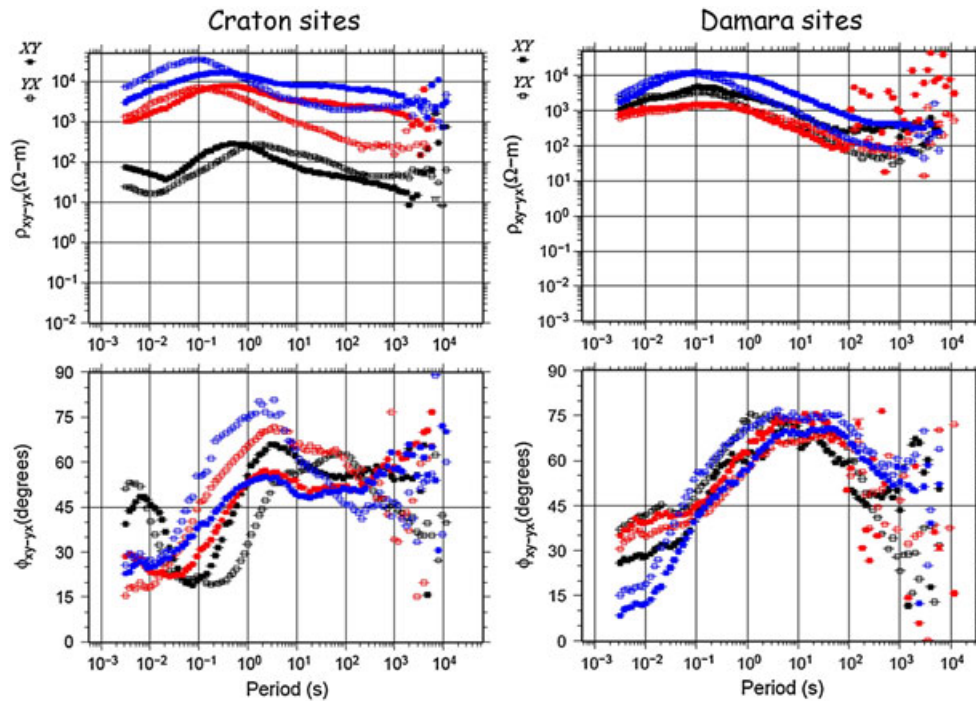 Craton sites
Damara sites
XY
YX
ρxy-yx(Ω-m)
10⁴
10³
10²
10¹
10⁰
10⁻¹
10⁻²
10⁻³ 10⁻² 10⁻¹ 10⁰ 10¹ 10² 10³ 10⁴
XY
YX
ρxy-yx(Ω-m)
10⁴
10³
10²
10¹
10⁰
10⁻¹
10⁻²
10⁻³
10⁻³ 10⁻² 10⁻¹ 10⁰ 10¹ 10² 10³ 10⁴
ϕxy-yx(degrees)
90
75
60
45
30
15
0
10⁻³ 10⁻² 10⁻¹ 10⁰ 10¹ 10² 10³ 10⁴
Period (s)
ϕxy-yx(degrees)
90
75
60
45
30
15
0
10⁻³ 10⁻² 10⁻¹ 10⁰ 10¹ 10² 10³ 10⁴
Period (s)